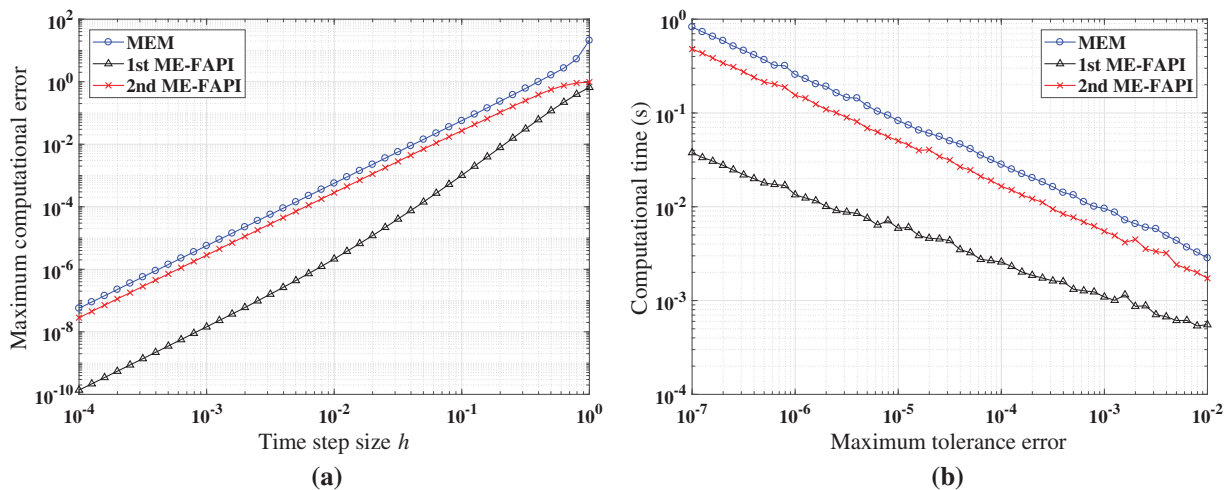 MEM
1st ME-FAPI
2nd ME-FAPI
Maximum computational error
10^2
10^0
10^-2
10^-4
10^-6
10^-8
10^-10
10^-4
10^-3
10^-2
10^-1
10^0
Time step size h
(a)
MEM
1st ME-FAPI
2nd ME-FAPI
Computational time (s)
10^0
10^-1
10^-2
10^-3
10^-4
10^-7
10^-6
10^-5
10^-4
10^-3
10^-2
Maximum tolerance error
(b)